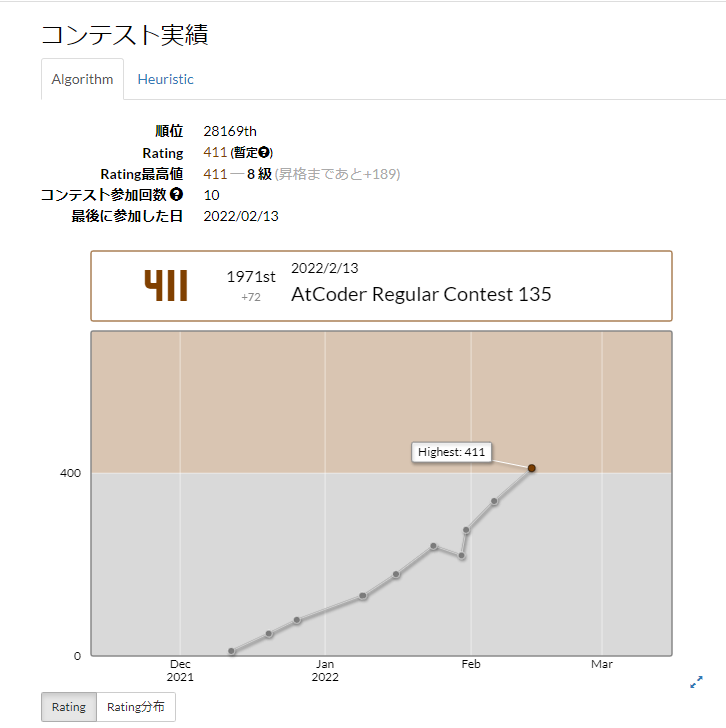 コンテスト実績
Algorithm Heuristic
順位 28169th
Rating 411 (暫定?)
Rating最高値 411 ― 8 級 (昇格まであと+189)
コンテスト参加回数 ? 10
最後に参加した日 2022/02/13
411 1971st +72 2022/2/13
AtCoder Regular Contest 135
Highest: 411
400
0
Dec Jan Feb Mar
2021 2022
Rating Rating分布